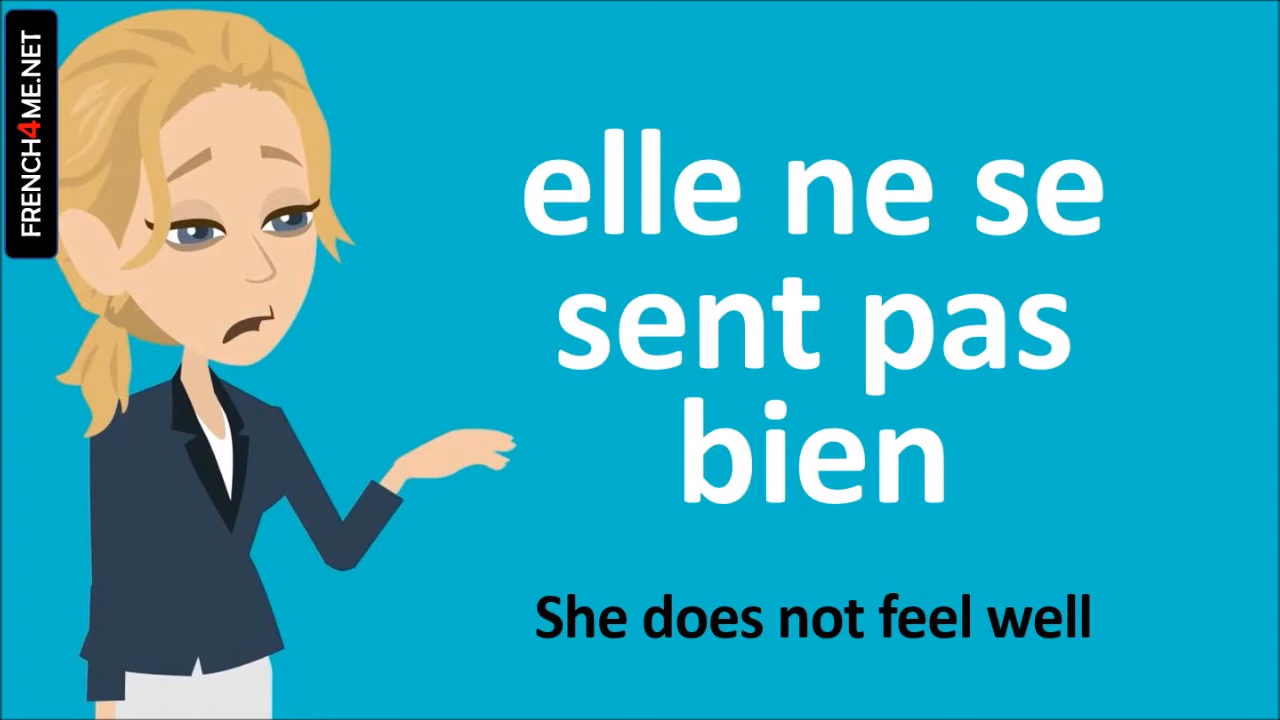 FRENCH4ME.NET
elle ne se
sent pas
bien
She does not feel well